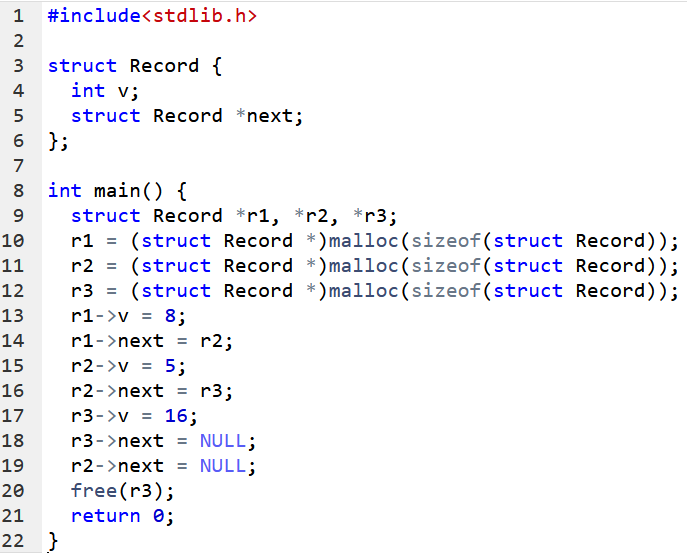 1 #include<stdlib.h>
2
3 struct Record {
4   int v;
5   struct Record *next;
6 };
7
8 int main() {
9   struct Record *r1, *r2, *r3;
10   r1 = (struct Record *)malloc(sizeof(struct Record));
11   r2 = (struct Record *)malloc(sizeof(struct Record));
12   r3 = (struct Record *)malloc(sizeof(struct Record));
13   r1->v = 8;
14   r1->next = r2;
15   r2->v = 5;
16   r2->next = r3;
17   r3->v = 16;
18   r3->next = NULL;
19   r2->next = NULL;
20   free(r3);
21   return 0;
22 }